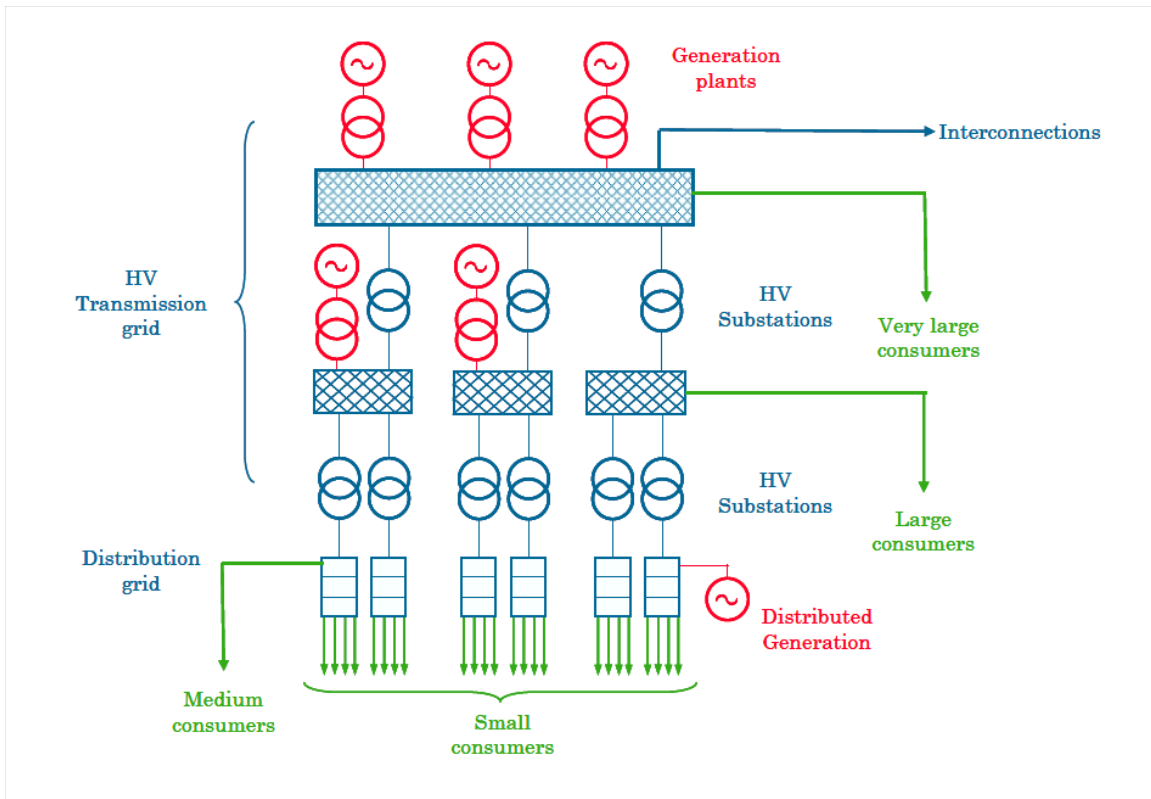 Generation
plants
Interconnections
HV
Transmission
grid
HV
Substations
Very large
consumers
HV
Substations
Large
consumers
Distribution
grid
Distributed
Generation
Medium
consumers
Small
consumers